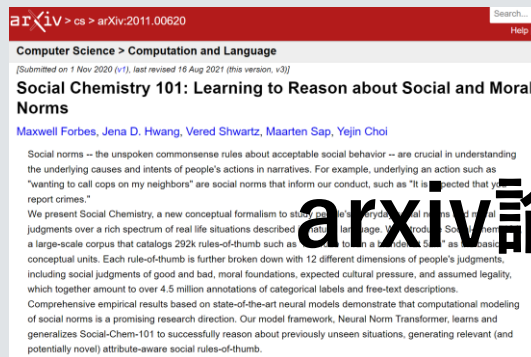 arXiv > cs > arXiv:2011.00620
Search...
Help
Computer Science > Computation and Language
[Submitted on 1 Nov 2020 (v1), last revised 16 Aug 2021 (this version, v3)]
Social Chemistry 101: Learning to Reason about Social and Moral
Norms
Maxwell Forbes, Jena D. Hwang, Vered Shwartz, Maarten Sap, Yejin Choi
Social norms -- the unspoken commonsense rules about acceptable social behavior -- are crucial in understanding
the underlying causes and intents of people's actions in narratives. For example, underlying an action such as
"wanting to call cops on my neighbors" are social norms that inform our conduct, such as "It is expected that you
report crimes."
We present Social Chemistry, a new conceptual formalism to study people's everyday social norms and moral
judgments over a rich spectrum of real life situations described
a large-scale corpus that catalogs 292k rules-of-thumb such as
arXiv論
conceptual units. Each rule-of-thumb is further broken down with 12 different dimensions of people's judgments,
including social judgments of good and bad, moral foundations, expected cultural pressure, and assumed legality,
which together amount to over 4.5 million annotations of categorical labels and free-text descriptions.
Comprehensive empirical results based on state-of-the-art neural models demonstrate that computational modeling
of social norms is a promising research direction. Our model framework, Neural Norm Transformer, learns and
generalizes Social-Chem-101 to successfully reason about previously unseen situations, generating relevant (and
potentially novel) attribute-aware social rules-of-thumb.